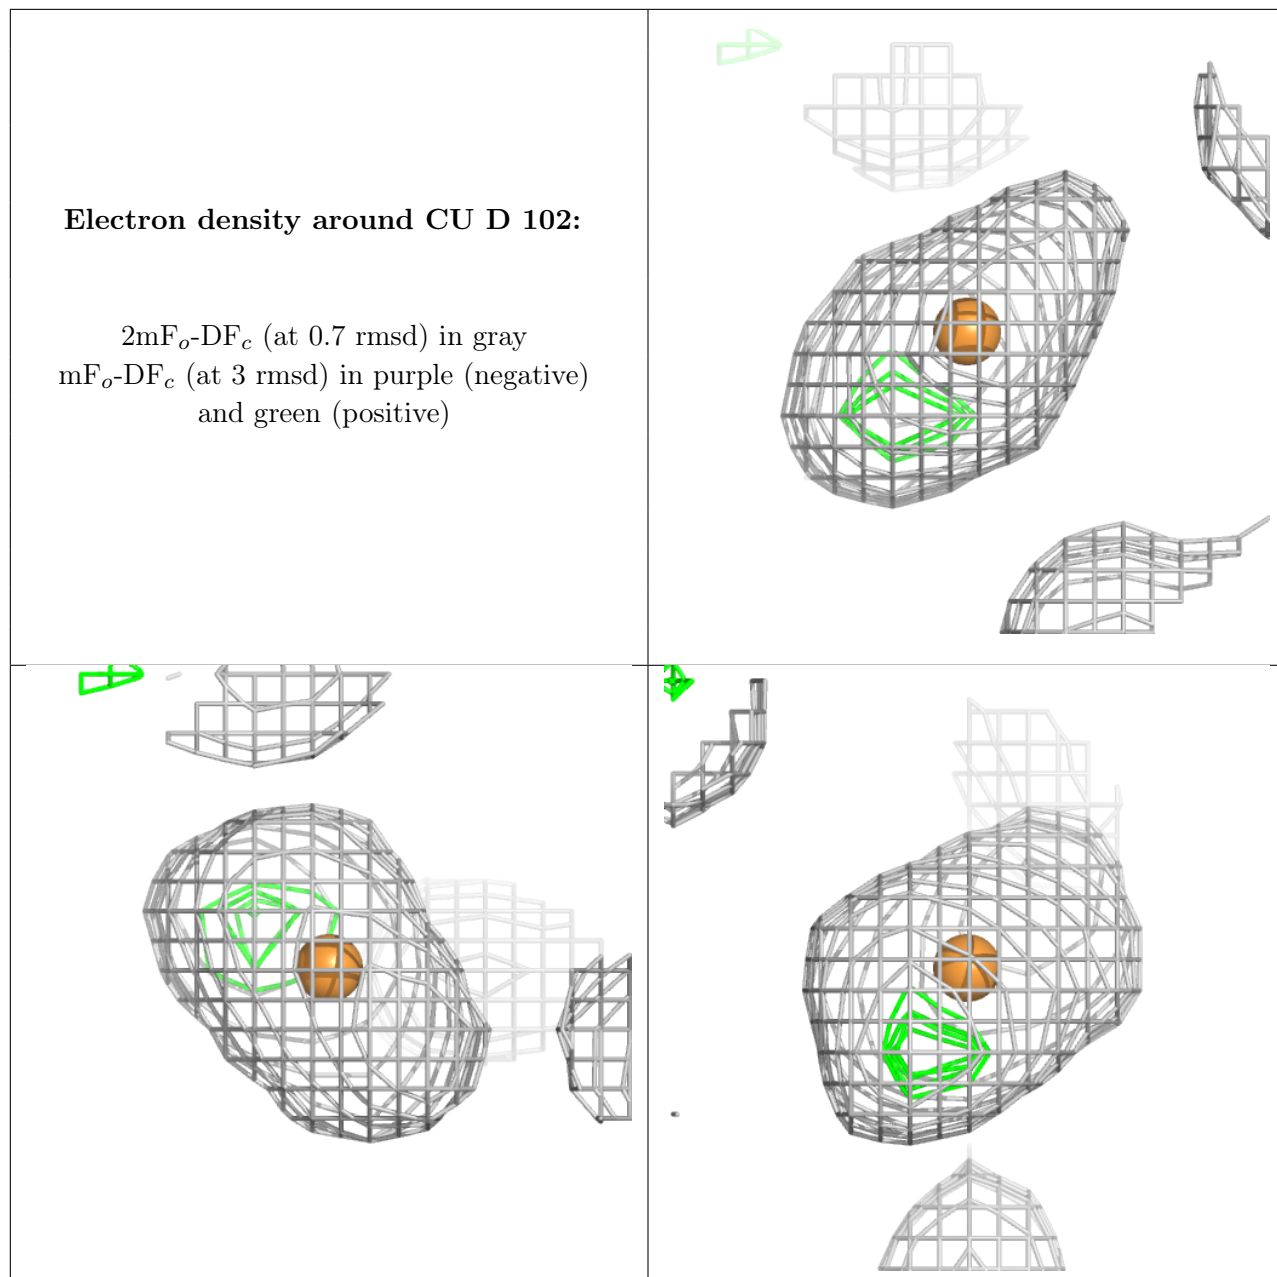 Electron density around CU D 102:
2mFo-DFc (at 0.7 rmsd) in gray
mFo-DFc (at 3 rmsd) in purple (negative)
and green (positive)